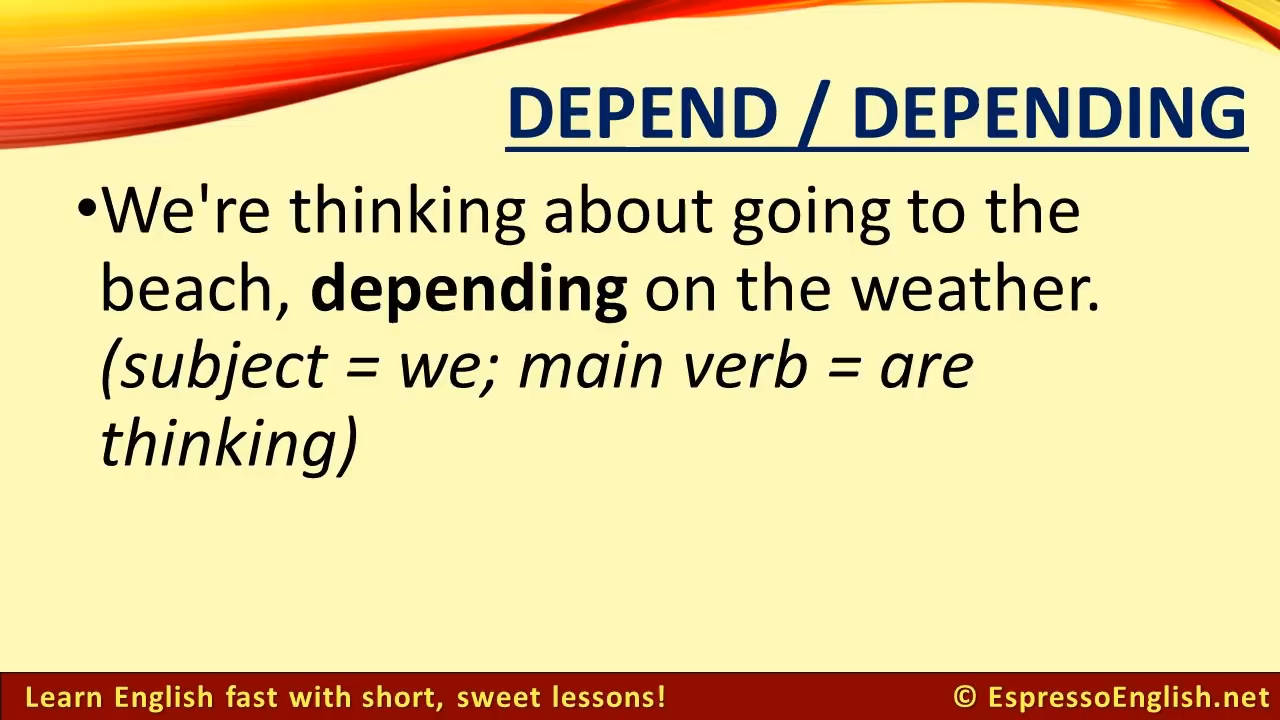 DEPEND / DEPENDING
•We're thinking about going to the
beach, depending on the weather.
(subject = we; main verb = are
thinking)
Learn English fast with short, sweet lessons!
© EspressoEnglish.net